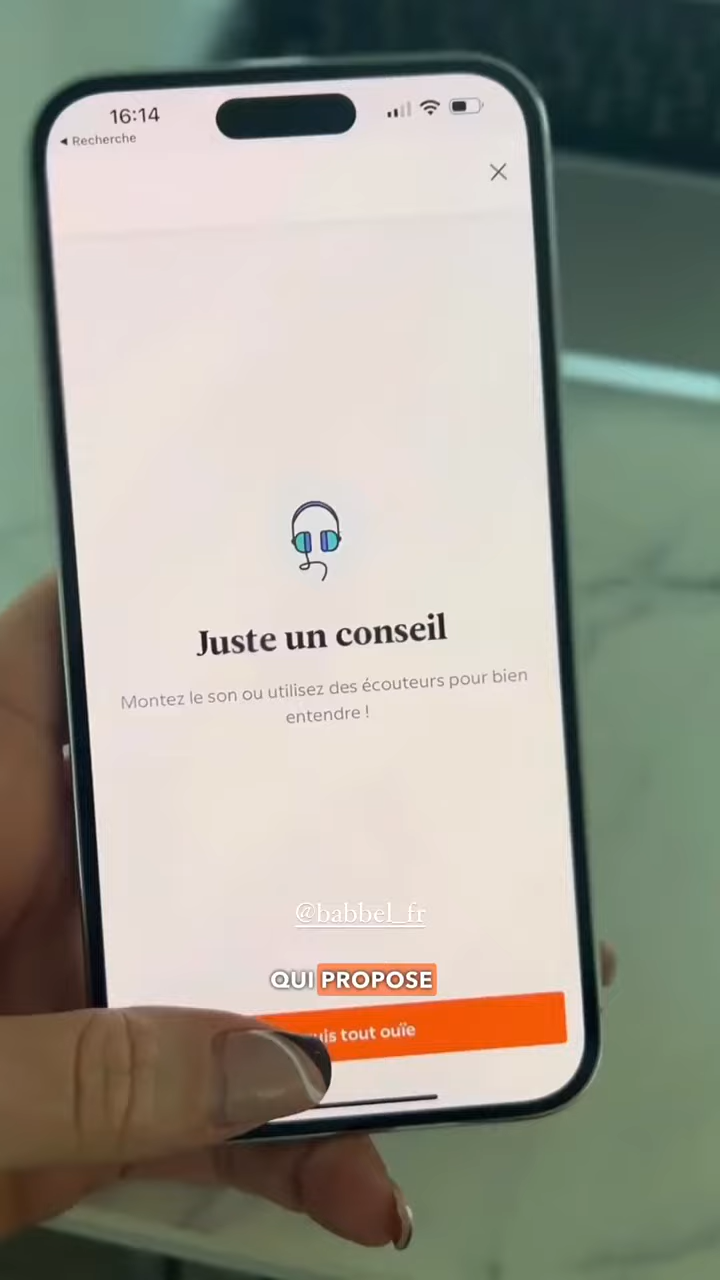 16:14
Recherche
Juste un conseil
Montez le son ou utilisez des écouteurs pour bien
entendre !
@babbel_fr
QUI PROPOSE
tout ouïe